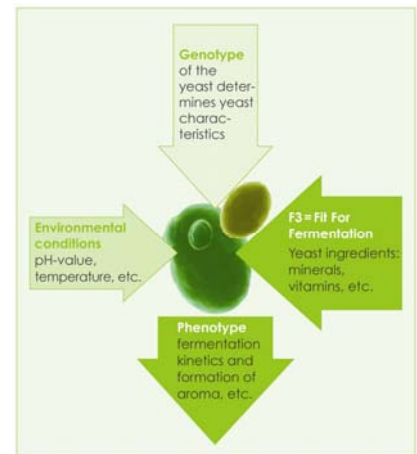 Genotype
of the
yeast deter-
mines yeast
charac-
teristics
Environmental
conditions
pH-value,
temperature, etc.
F3=Fit For
Fermentation
Yeast ingredients:
minerals,
vitamins, etc.
Phenotype
fermentation
kinetics and
formation of
aroma, etc.